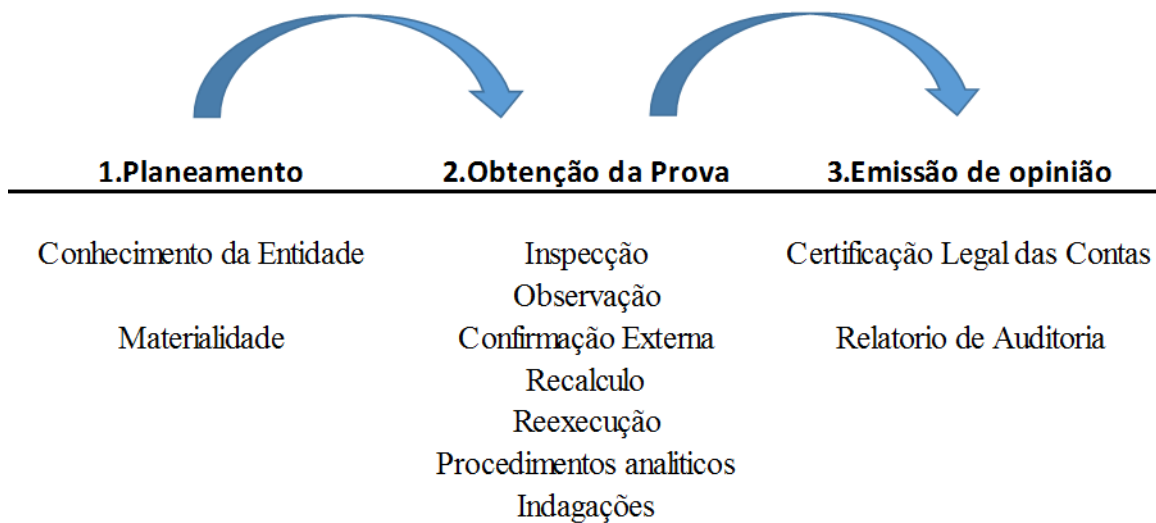 1.Planeamento
2.Obtenção da Prova
3.Emissão de opinião
Conhecimento da Entidade
Materialidade
Inspecção
Observação
Confirmação Externa
Recalculo
Reexecução
Procedimentos analiticos
Indagações
Certificação Legal das Contas
Relatorio de Auditoria